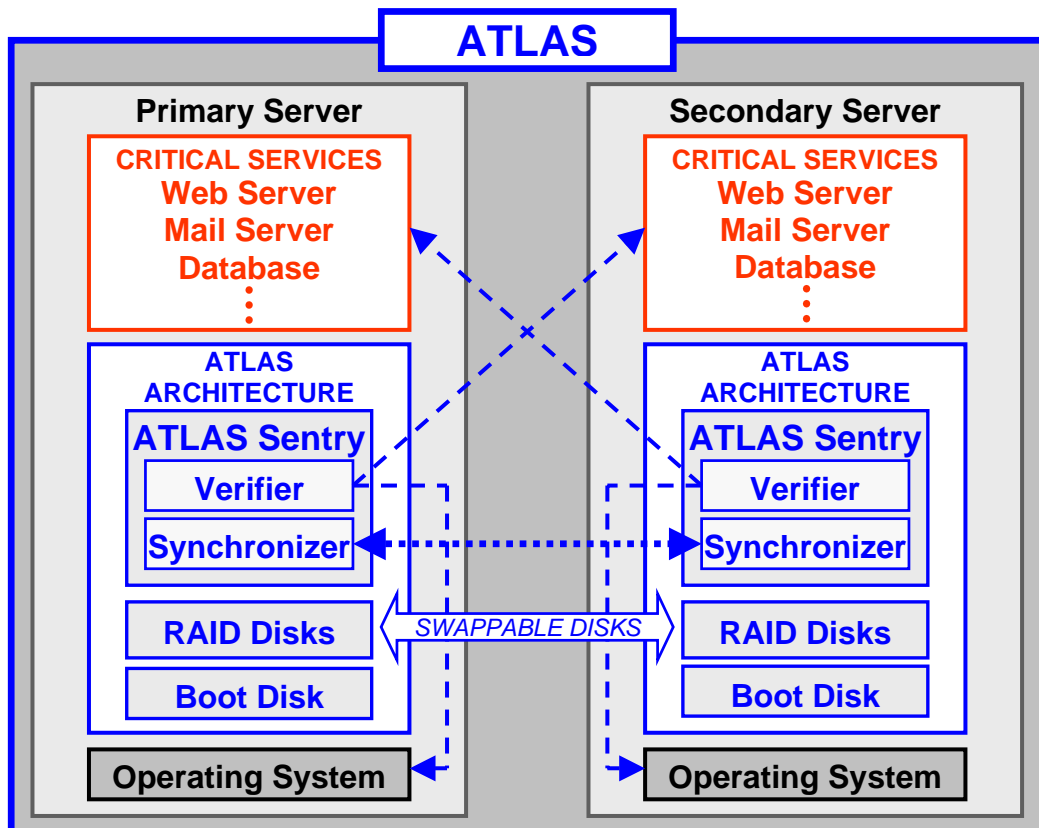 ATLAS
Primary Server
CRITICAL SERVICES
Web Server
Mail Server
Database
ATLAS
ARCHITECTURE
ATLAS Sentry
Verifier
Synchronizer
RAID Disks
Boot Disk
Operating System
SWAPPABLE DISKS
Secondary Server
CRITICAL SERVICES
Web Server
Mail Server
Database
ATLAS
ARCHITECTURE
ATLAS Sentry
Verifier
Synchronizer
RAID Disks
Boot Disk
Operating System